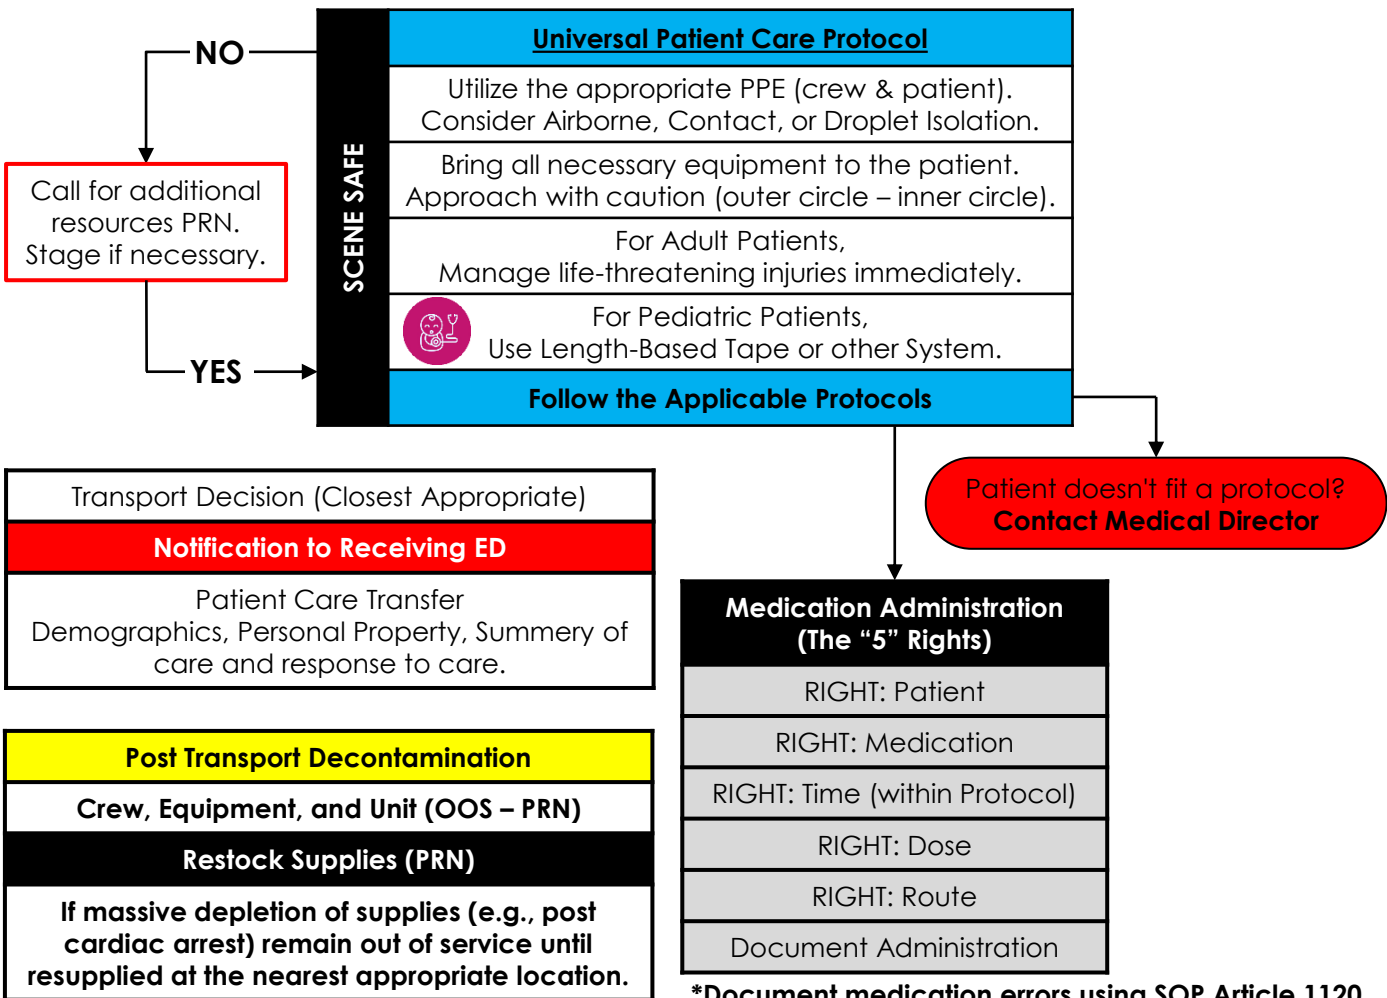 NO
Call for additional
resources PRN.
Stage if necessary.
YES
SCENE SAFE
Universal Patient Care Protocol
Utilize the appropriate PPE (crew & patient).
Consider Airborne, Contact, or Droplet Isolation.
Bring all necessary equipment to the patient.
Approach with caution (outer circle – inner circle).
For Adult Patients,
Manage life-threatening injuries immediately.
For Pediatric Patients,
Use Length-Based Tape or other System.
Follow the Applicable Protocols
Patient doesn't fit a protocol?
Contact Medical Director
Transport Decision (Closest Appropriate)
Notification to Receiving ED
Patient Care Transfer
Demographics, Personal Property, Summery of
care and response to care.
Post Transport Decontamination
Crew, Equipment, and Unit (OOS – PRN)
Restock Supplies (PRN)
If massive depletion of supplies (e.g., post
cardiac arrest) remain out of service until
resupplied at the nearest appropriate location.
Medication Administration
(The “5” Rights)
RIGHT: Patient
RIGHT: Medication
RIGHT: Time (within Protocol)
RIGHT: Dose
RIGHT: Route
Document Administration
*Document medication errors using SOP Article 1120